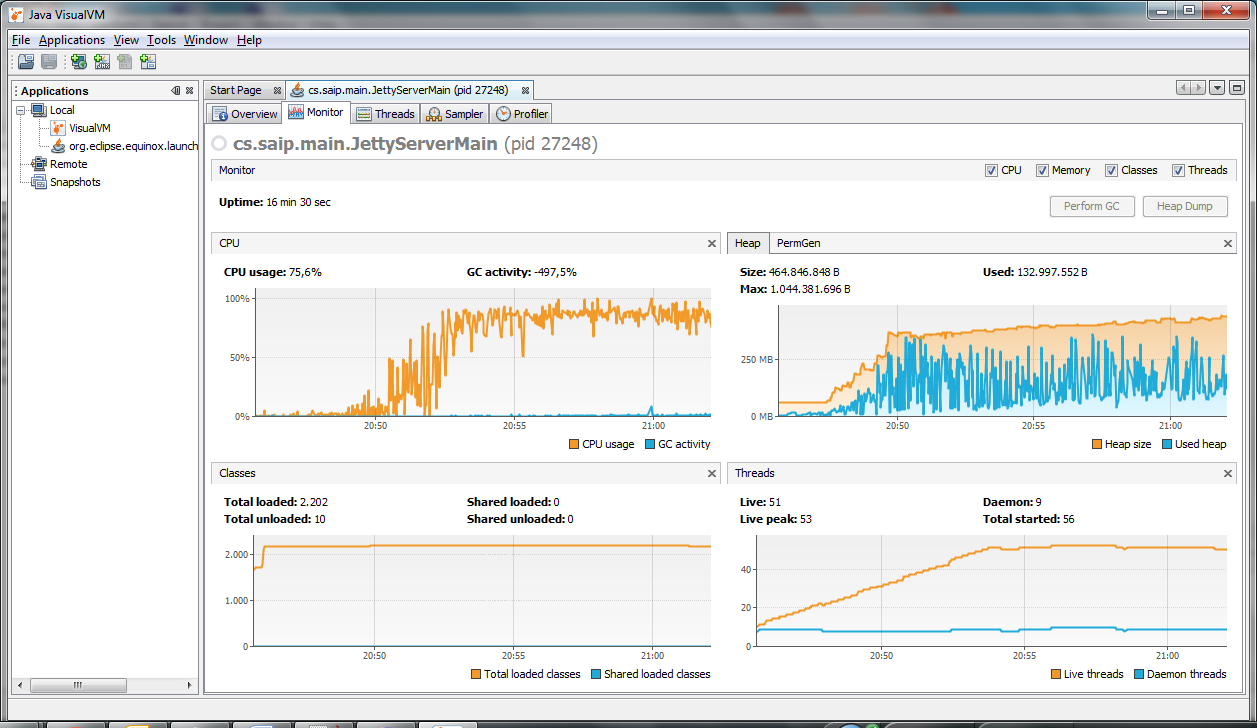 Java VisualVM
File Applications View Tools Window Help
Applications
Local
VisualVM
org.eclipse.equinox.launch
Remote
Snapshots
Start Page
cs.saip.main.JettyServerMain (pid 27248)
Overview Monitor Threads Sampler Profiler
cs.saip.main.JettyServerMain (pid 27248)
Monitor
CPU Memory Classes Threads
Uptime: 16 min 30 sec
Perform GC Heap Dump
CPU
CPU usage: 75,6% GC activity: -497,5%
100%
50%
0%
20:50 20:55 21:00
CPU usage GC activity
Heap PermGen
Size: 464.846.848 B Used: 132.997.552 B
Max: 1.044.381.696 B
250 MB
0 MB
20:50 20:55 21:00
Heap size Used heap
Classes
Total loaded: 2.202 Shared loaded: 0
Total unloaded: 10 Shared unloaded: 0
2.000
1.000
0
20:50 20:55 21:00
Total loaded classes Shared loaded classes
Threads
Live: 51 Daemon: 9
Live peak: 53 Total started: 56
40
20
0
20:50 20:55 21:00
Live threads Daemon threads